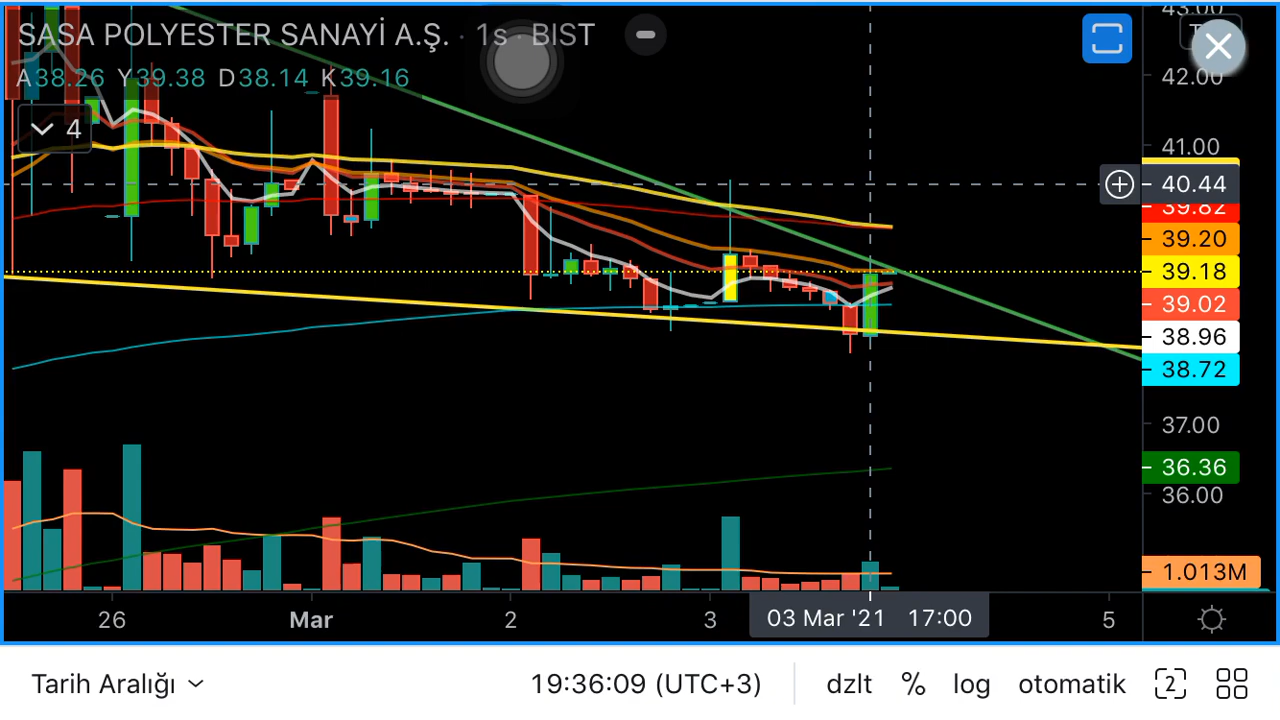 SASA POLYESTER SANAYİ A.Ş. · 1s · BIST
A38.26 Y39.38 D38.14 K39.16
4
43.00
42.00
41.00
40.44
39.82
39.20
39.18
39.02
38.96
38.72
37.00
36.36
36.00
1.013M
26 Mar 2 3 03 Mar '21 17:00 5
Tarih Aralığı 19:36:09 (UTC+3) dzlt % log otomatik 2